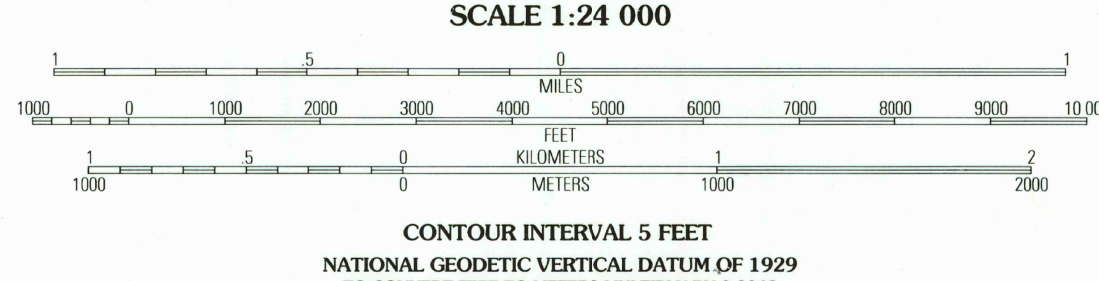 SCALE 1:24 000
1 .5 0 1
MILES
1000 0 1000 2000 3000 4000 5000 6000 7000 8000 9000 10 00
FEET
1 .5 0 KILOMETERS 1 2
1000 0 METERS 1000 2000
CONTOUR INTERVAL 5 FEET
NATIONAL GEODETIC VERTICAL DATUM OF 1929